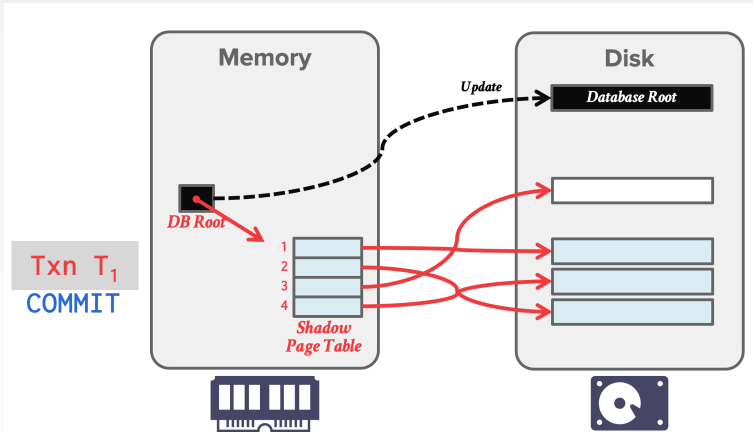 Memory
Disk
Update
Database Root
DB Root
Txn T₁
COMMIT
1
2
3
4
Shadow
Page Table